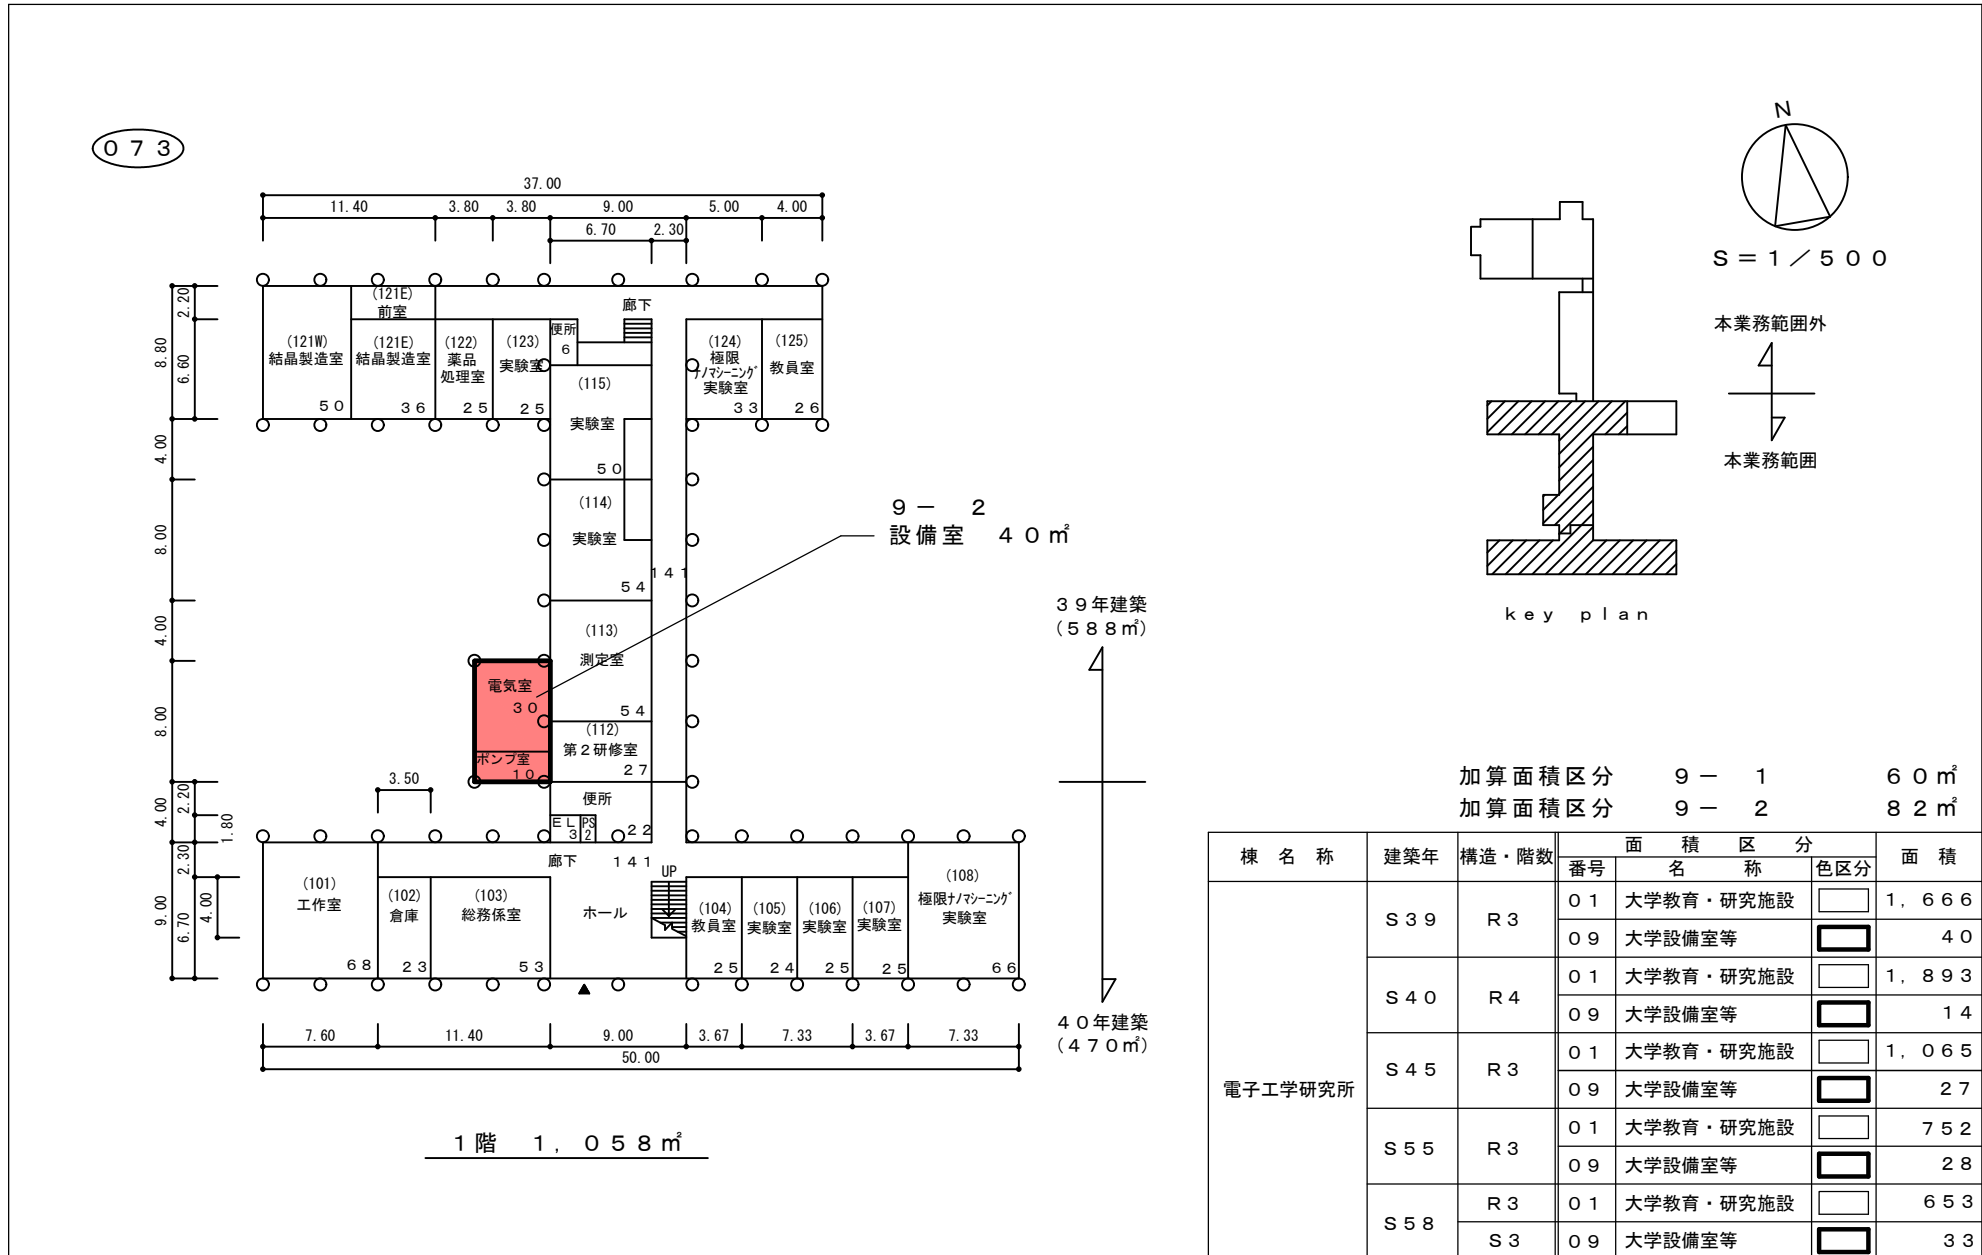 073
37.00
11.40 3.80 3.80 9.00 5.00 4.00
6.70 2.30
N
S=1/500
本業務範囲外
本業務範囲
key plan
2.20
8.80
6.60
4.00
8.00
4.00
8.00
4.00
2.20
1.80
2.30
9.00
6.70
4.00
3.50
廊下
(121W)
結晶製造室
50
(121E)
前室
(121E)
結晶製造室
36
(122)
薬品
処理室
25
(123)
実験室
25
便所
6
(124)
極限
ナノマシーニング
実験室
33
(125)
教員室
26
(115)
実験室
50
(114)
実験室
54
141
(113)
測定室
54
(112)
第2研修室
27
電気室
30
ポンプ室
10
9- 2
設備室 40㎡
便所
EL
3
PS
2
22
廊下 141
UP
ホール
(101)
工作室
68
(102)
倉庫
23
(103)
総務係室
53
(104)
教員室
25
(105)
実験室
24
(106)
実験室
25
(107)
実験室
25
(108)
極限ナノマシーニング
実験室
66
▲
7.60 11.40 9.00 3.67 7.33 3.67 7.33
50.00
39年建築
(588㎡)
40年建築
(470㎡)
1階 1,058㎡
加算面積区分 9- 1 60㎡
加算面積区分 9- 2 82㎡
棟名称 建築年 構造・階数 面積区分 面積
番号 名称 色区分
電子工学研究所
S39 R3 01 大学教育・研究施設 1,666
09 大学設備室等 40
S40 R4 01 大学教育・研究施設 1,893
09 大学設備室等 14
S45 R3 01 大学教育・研究施設 1,065
09 大学設備室等 27
S55 R3 01 大学教育・研究施設 752
09 大学設備室等 28
S58 R3 01 大学教育・研究施設 653
S3 09 大学設備室等 33